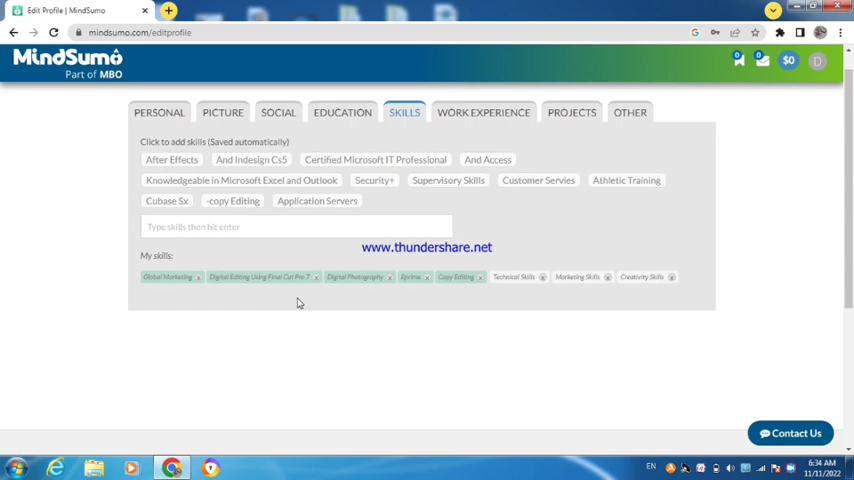 Edit Profile | MindSumo
mindsumo.com/editprofile
MindSumo
Part of MBO
0
0
$0
D
PERSONAL
PICTURE
SOCIAL
EDUCATION
SKILLS
WORK EXPERIENCE
PROJECTS
OTHER
Click to add skills (Saved automatically)
After Effects And Indesign Cs5 Certified Microsoft IT Professional And Access
Knowledgeable in Microsoft Excel and Outlook Security+ Supervisory Skills Customer Servies Athletic Training
Cubase Sx -copy Editing Application Servers
Type skills then hit enter
www.thundershare.net
My skills:
Global Marketing x Digital Editing Using Final Cut Pro 7 x Digital Photography x Eprime x Copy Editing x Technical Skills x Marketing Skills x Creativity Skills x
Contact Us
EN
6:34 AM
11/11/2022